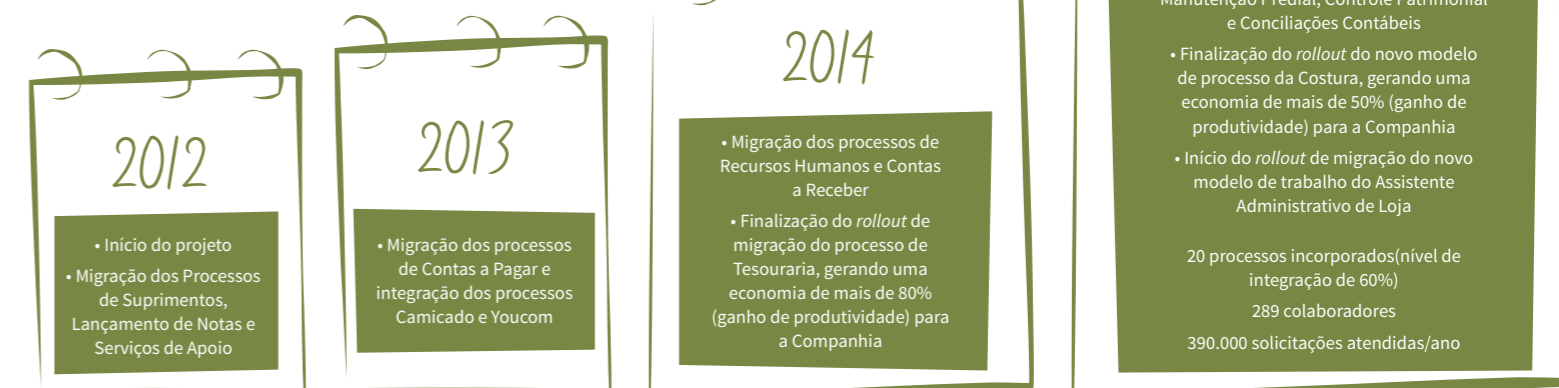 2012
• Início do projeto
• Migração dos Processos
de Suprimentos,
Lançamento de Notas e
Serviços de Apoio
2013
• Migração dos processos
de Contas a Pagar e
integração dos processos
Camicado e Youcom
2014
• Migração dos processos de
Recursos Humanos e Contas
a Receber
• Finalização do rollout de
migração do processo de
Tesouraria, gerando uma
economia de mais de 80%
(ganho de produtividade) para
a Companhia
Manutenção Predial, Controle Patrimonial
e Conciliações Contábeis
• Finalização do rollout do novo modelo
de processo da Costura, gerando uma
economia de mais de 50% (ganho de
produtividade) para a Companhia
• Início do rollout de migração do novo
modelo de trabalho do Assistente
Administrativo de Loja
20 processos incorporados(nível de
integração de 60%)
289 colaboradores
390.000 solicitações atendidas/ano